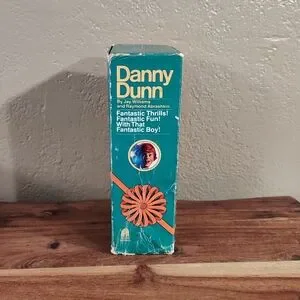 Danny
Dunn
By Jay Williams
and Raymond Abrashkin
Fantastic Thrills!
Fantastic Fun!
With That
Fantastic Boy!